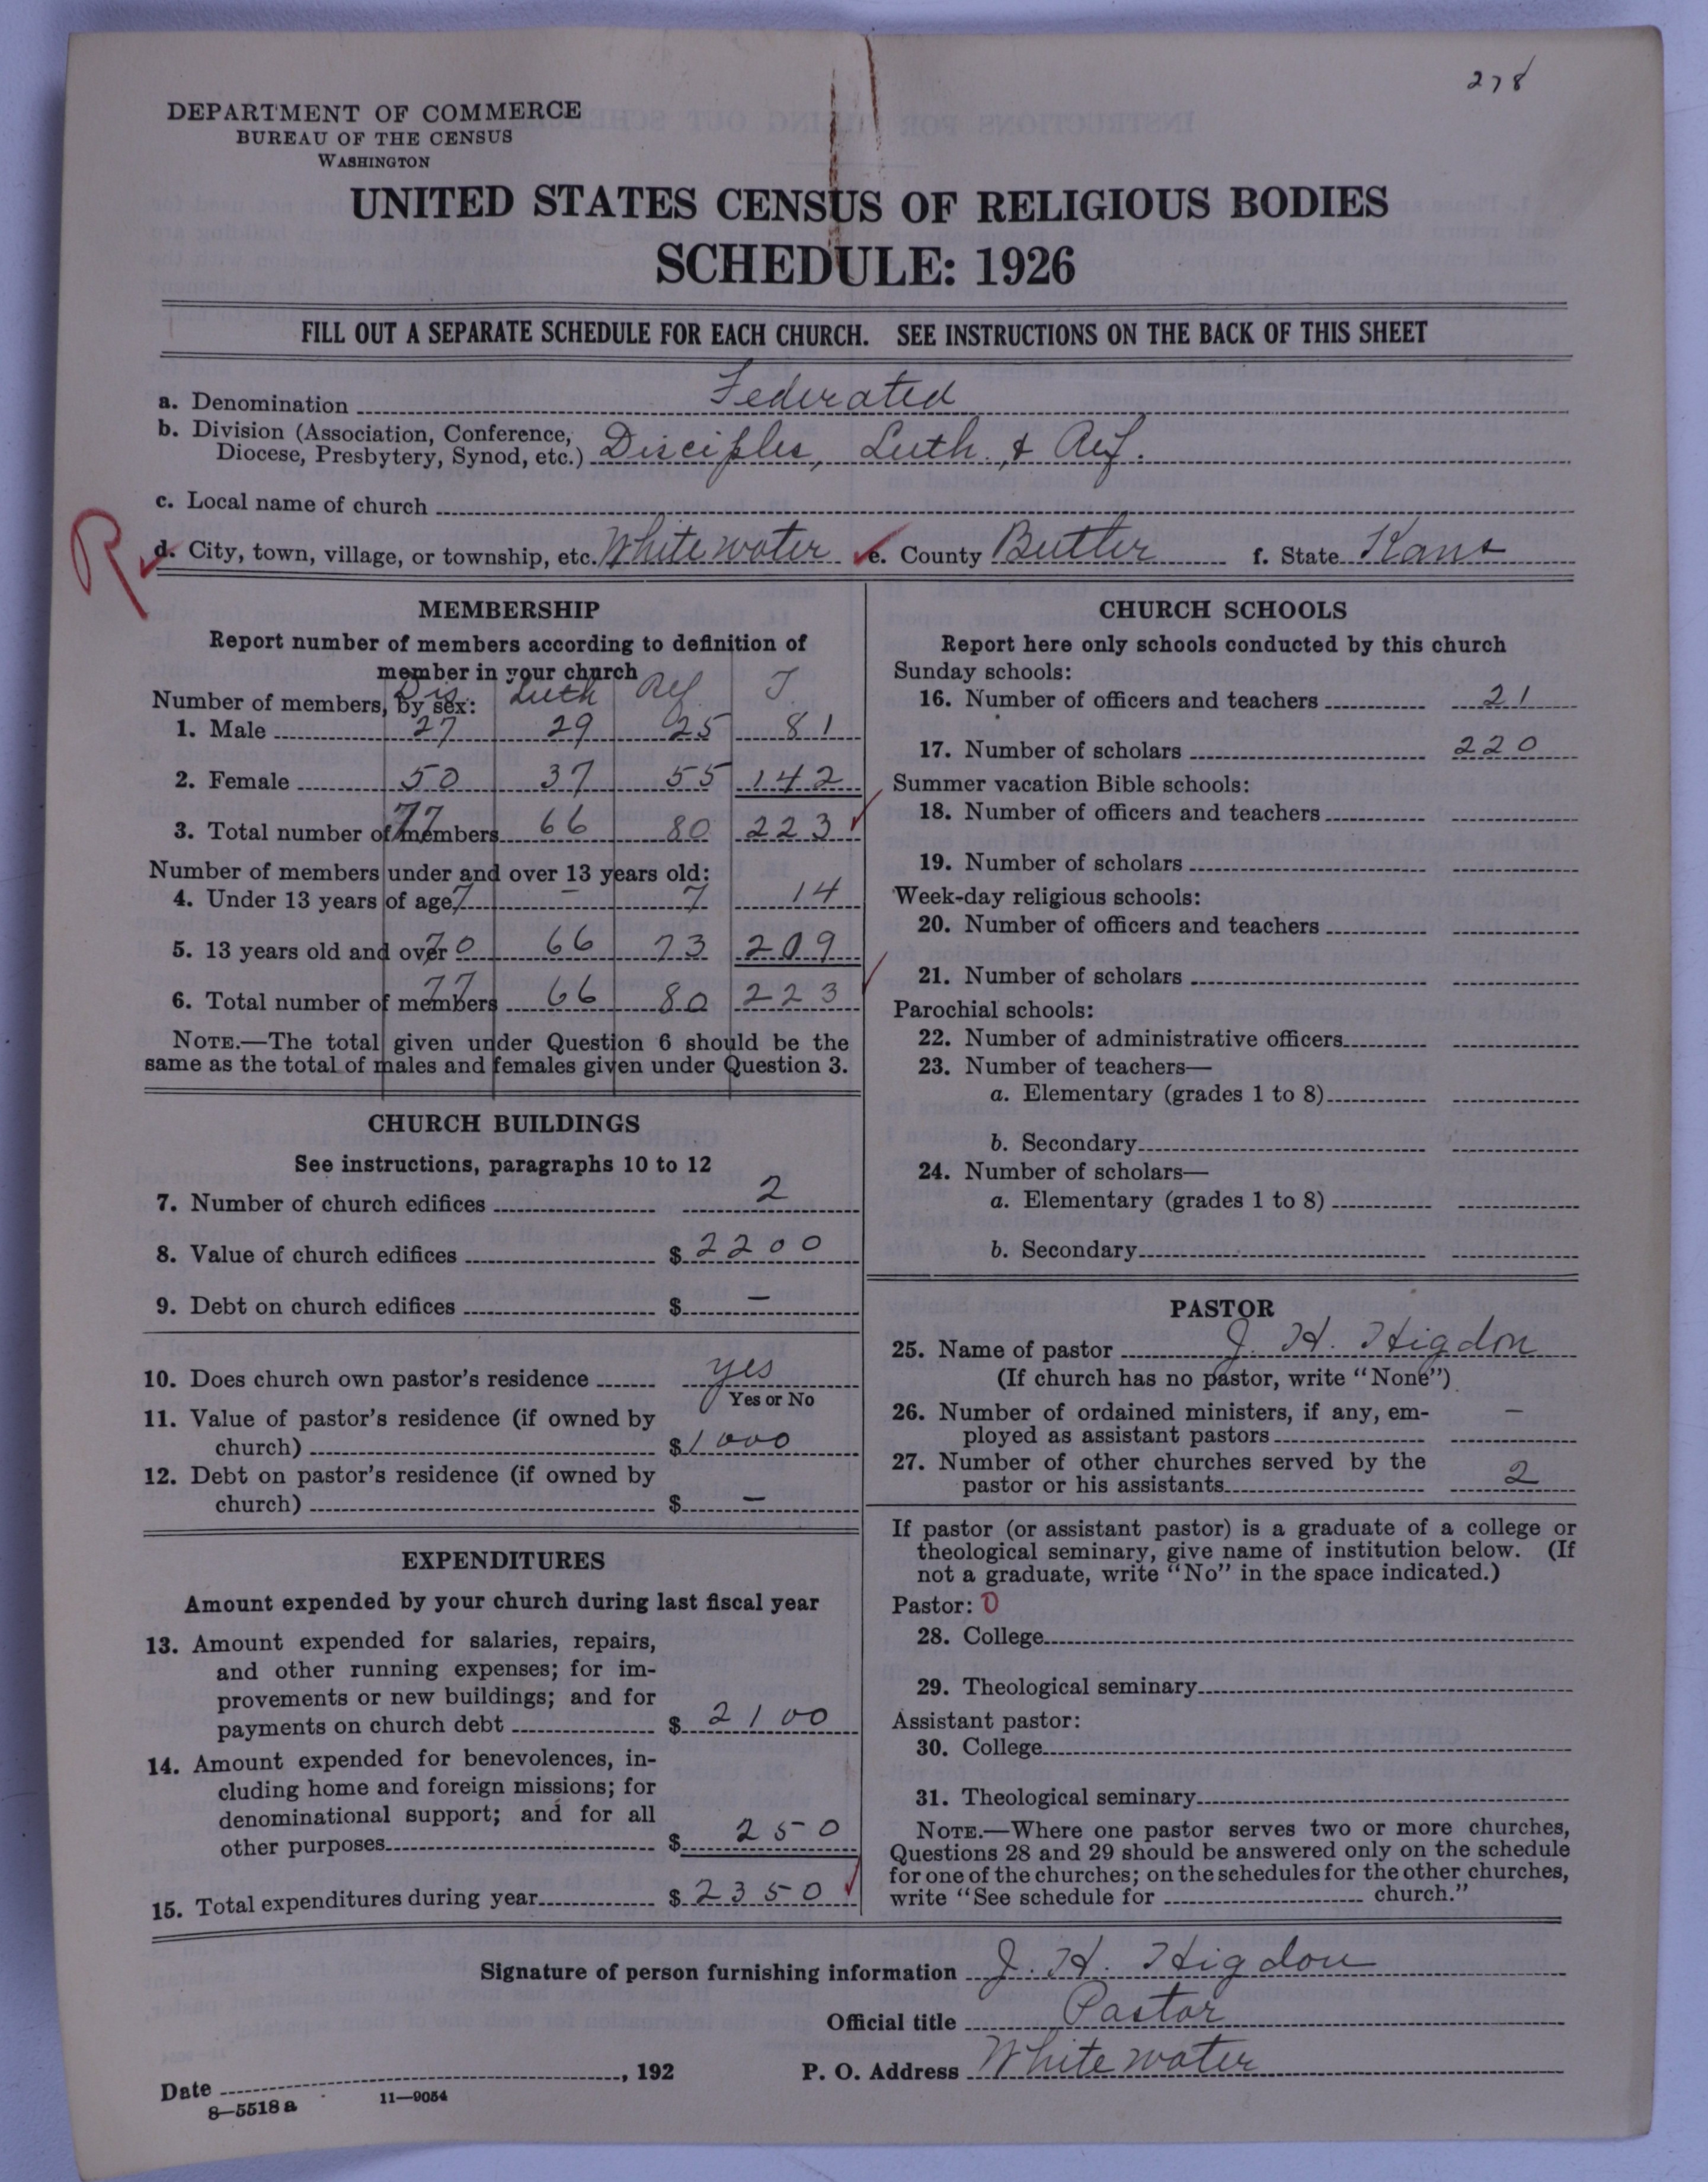 278
DEPARTMENT OF COMMERCE
BUREAU OF THE CENSUS
WASHINGTON
UNITED STATES CENSUS OF RELIGIOUS BODIES
SCHEDULE: 1926
FILL OUT A SEPARATE SCHEDULE FOR EACH CHURCH. SEE INSTRUCTIONS ON THE BACK OF THIS SHEET
a. Denomination Federated
b. Division (Association, Conference,
Diocese, Presbytery, Synod, etc.) Disciples, Luth. & Ref.
c. Local name of church
R
d. City, town, village, or township, etc. Whitewater e. County Butler f. State Kans
MEMBERSHIP
Report number of members according to definition of
member in your church
Dis. Luth Ref T
Number of members, by sex:
1. Male 27 29 25 81
2. Female 50 37 55 142
3. Total number of members 77 66 80 223
Number of members under and over 13 years old:
4. Under 13 years of age 7 – 7 14
5. 13 years old and over 70 66 73 209
6. Total number of members 77 66 80 223
NOTE.—The total given under Question 6 should be the
same as the total of males and females given under Question 3.
CHURCH BUILDINGS
See instructions, paragraphs 10 to 12
7. Number of church edifices 2
8. Value of church edifices $ 2200
9. Debt on church edifices $ –
10. Does church own pastor's residence yes
Yes or No
11. Value of pastor's residence (if owned by
church) $ 1000
12. Debt on pastor's residence (if owned by
church) $ –
EXPENDITURES
Amount expended by your church during last fiscal year
13. Amount expended for salaries, repairs,
and other running expenses; for im-
provements or new buildings; and for
payments on church debt $ 2100
14. Amount expended for benevolences, in-
cluding home and foreign missions; for
denominational support; and for all
other purposes $ 250
15. Total expenditures during year $ 2350
CHURCH SCHOOLS
Report here only schools conducted by this church
Sunday schools:
16. Number of officers and teachers 21
17. Number of scholars 220
Summer vacation Bible schools:
18. Number of officers and teachers
19. Number of scholars
Week-day religious schools:
20. Number of officers and teachers
21. Number of scholars
Parochial schools:
22. Number of administrative officers
23. Number of teachers—
a. Elementary (grades 1 to 8)
b. Secondary
24. Number of scholars—
a. Elementary (grades 1 to 8)
b. Secondary
PASTOR
25. Name of pastor J. H. Higdon
(If church has no pastor, write "None")
26. Number of ordained ministers, if any, em-
ployed as assistant pastors –
27. Number of other churches served by the
pastor or his assistants 2
If pastor (or assistant pastor) is a graduate of a college or
theological seminary, give name of institution below. (If
not a graduate, write "No" in the space indicated.)
Pastor: 0
28. College
29. Theological seminary
Assistant pastor:
30. College
31. Theological seminary
NOTE.—Where one pastor serves two or more churches,
Questions 28 and 29 should be answered only on the schedule
for one of the churches; on the schedules for the other churches,
write "See schedule for church."
Signature of person furnishing information J. H. Higdon
Official title Pastor
Date , 192 P. O. Address Whitewater
8—5518 a 11—9054